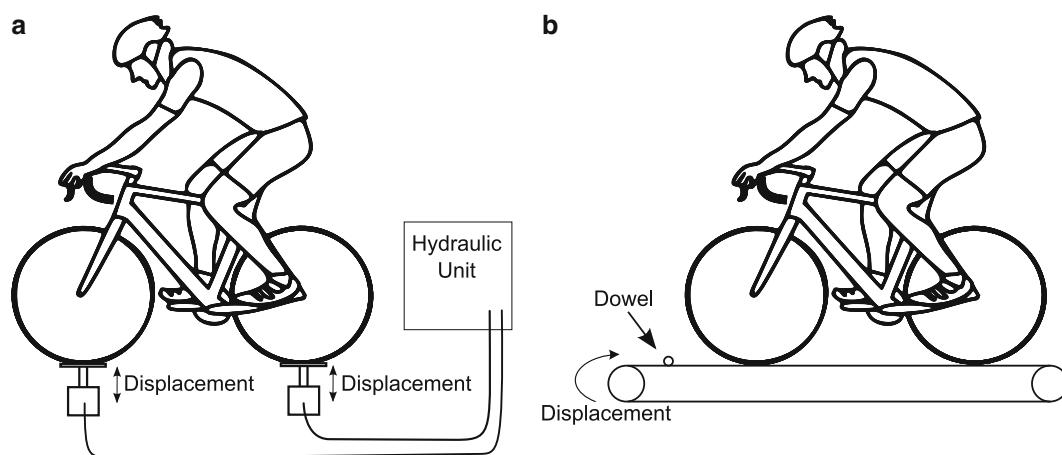 a
b
Hydraulic
Unit
Dowel
Displacement
Displacement
Displacement